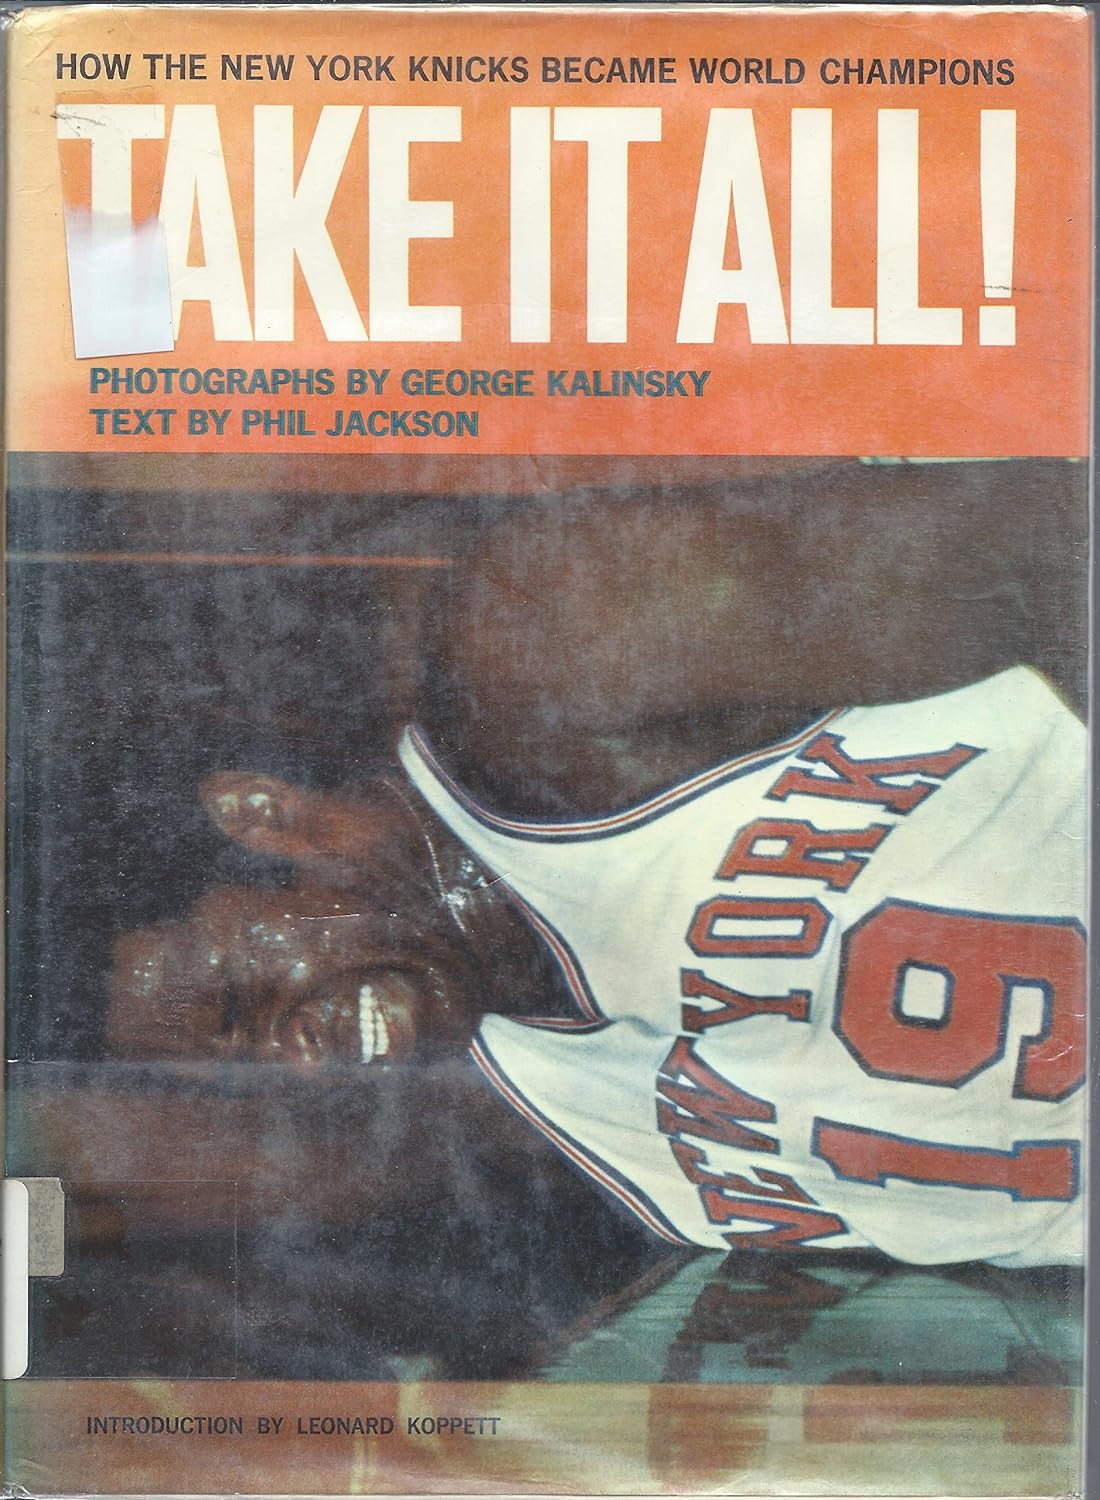 HOW THE NEW YORK KNICKS BECAME WORLD CHAMPIONS
TAKE IT ALL!
PHOTOGRAPHS BY GEORGE KALINSKY
TEXT BY PHIL JACKSON
NEW YORK
19
INTRODUCTION BY LEONARD KOPPETT